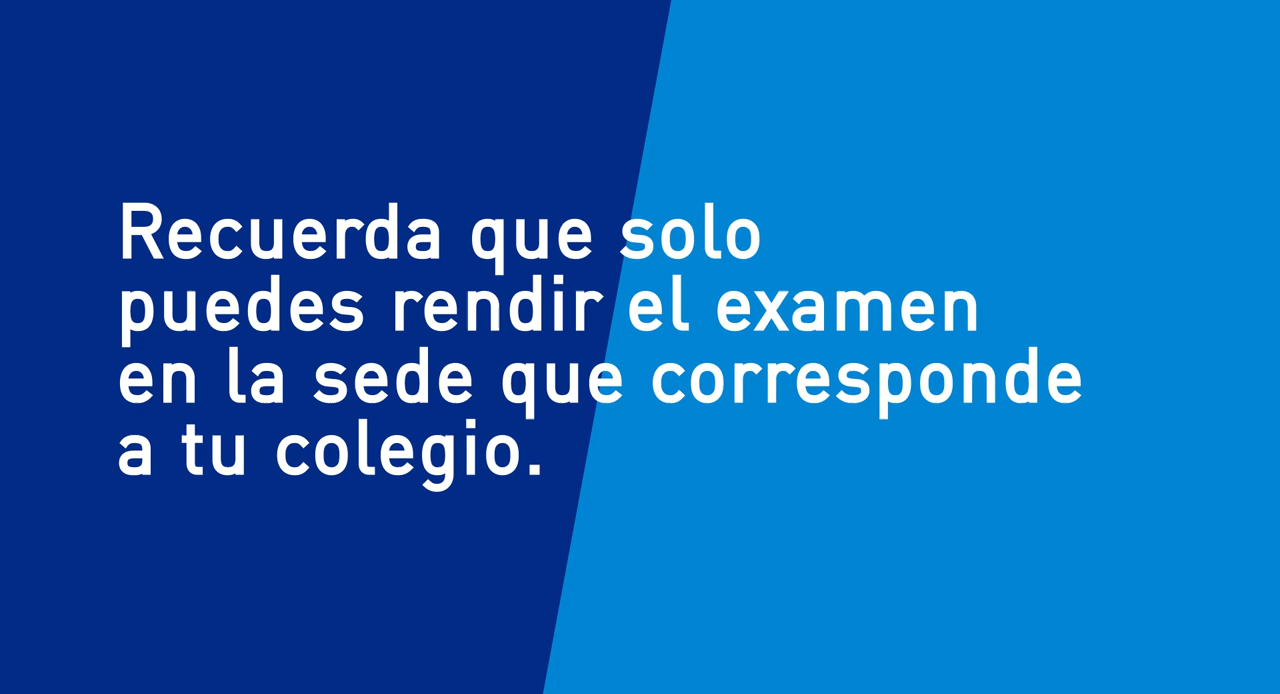 Recuerda que solo
puedes rendir el examen
en la sede que corresponde
a tu colegio.